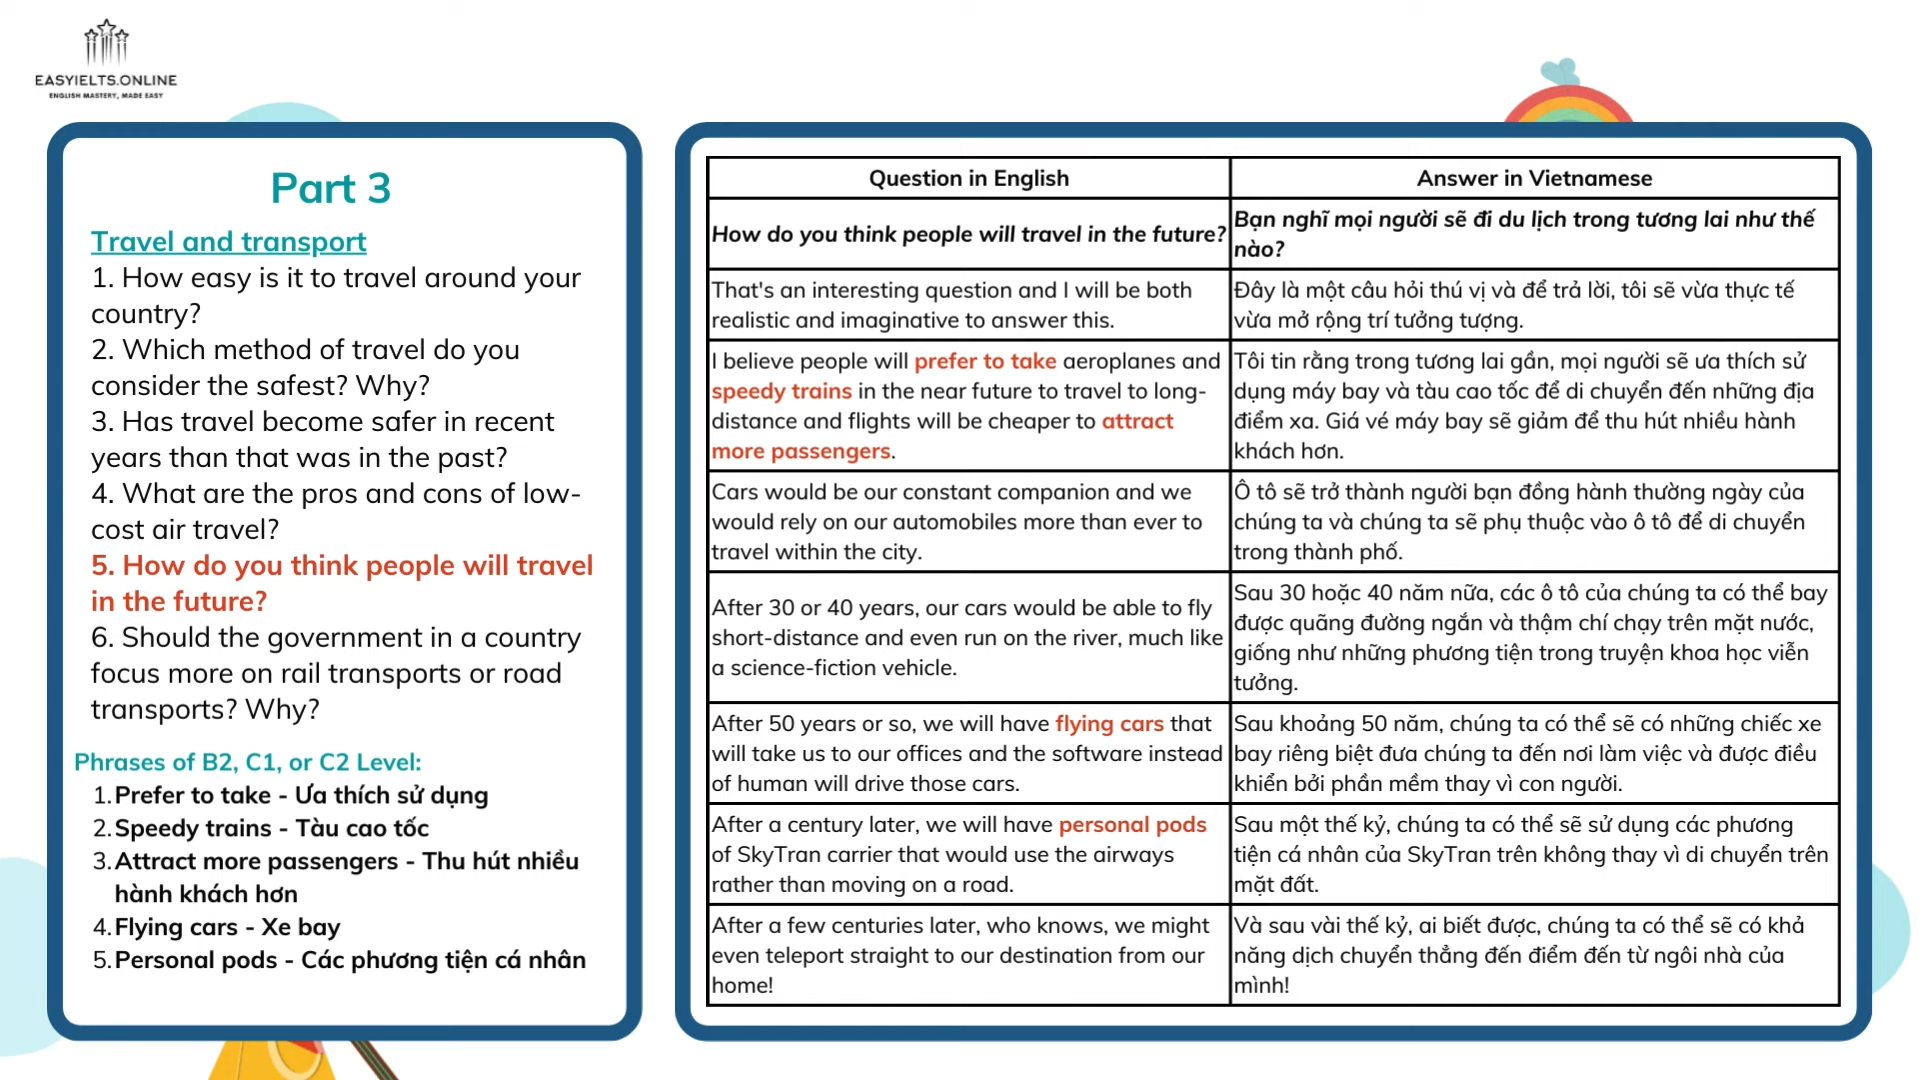 EASYIELTS.ONLINE
ENGLISH MASTERY, MADE EASY
Part 3
Travel and transport
1. How easy is it to travel around your
country?
2. Which method of travel do you
consider the safest? Why?
3. Has travel become safer in recent
years than that was in the past?
4. What are the pros and cons of low-
cost air travel?
5. How do you think people will travel
in the future?
6. Should the government in a country
focus more on rail transports or road
transports? Why?
Phrases of B2, C1, or C2 Level:
1. Prefer to take - Ưa thích sử dụng
2. Speedy trains - Tàu cao tốc
3. Attract more passengers - Thu hút nhiều
hành khách hơn
4. Flying cars - Xe bay
5. Personal pods - Các phương tiện cá nhân
Question in English
Answer in Vietnamese
How do you think people will travel in the future?
Bạn nghĩ mọi người sẽ đi du lịch trong tương lai như thế
nào?
That's an interesting question and I will be both
realistic and imaginative to answer this.
Đây là một câu hỏi thú vị và để trả lời, tôi sẽ vừa thực tế
vừa mở rộng trí tưởng tượng.
I believe people will prefer to take aeroplanes and
speedy trains in the near future to travel to long-
distance and flights will be cheaper to attract
more passengers.
Tôi tin rằng trong tương lai gần, mọi người sẽ ưa thích sử
dụng máy bay và tàu cao tốc để di chuyển đến những địa
điểm xa. Giá vé máy bay sẽ giảm để thu hút nhiều hành
khách hơn.
Cars would be our constant companion and we
would rely on our automobiles more than ever to
travel within the city.
Ô tô sẽ trở thành người bạn đồng hành thường ngày của
chúng ta và chúng ta sẽ phụ thuộc vào ô tô để di chuyển
trong thành phố.
After 30 or 40 years, our cars would be able to fly
short-distance and even run on the river, much like
a science-fiction vehicle.
Sau 30 hoặc 40 năm nữa, các ô tô của chúng ta có thể bay
được quãng đường ngắn và thậm chí chạy trên mặt nước,
giống như những phương tiện trong truyện khoa học viễn
tưởng.
After 50 years or so, we will have flying cars that
will take us to our offices and the software instead
of human will drive those cars.
Sau khoảng 50 năm, chúng ta có thể sẽ có những chiếc xe
bay riêng biệt đưa chúng ta đến nơi làm việc và được điều
khiển bởi phần mềm thay vì con người.
After a century later, we will have personal pods
of SkyTran carrier that would use the airways
rather than moving on a road.
Sau một thế kỷ, chúng ta có thể sẽ sử dụng các phương
tiện cá nhân của SkyTran trên không thay vì di chuyển trên
mặt đất.
After a few centuries later, who knows, we might
even teleport straight to our destination from our
home!
Và sau vài thế kỷ, ai biết được, chúng ta có thể sẽ có khả
năng dịch chuyển thẳng đến điểm đến từ ngôi nhà của
mình!